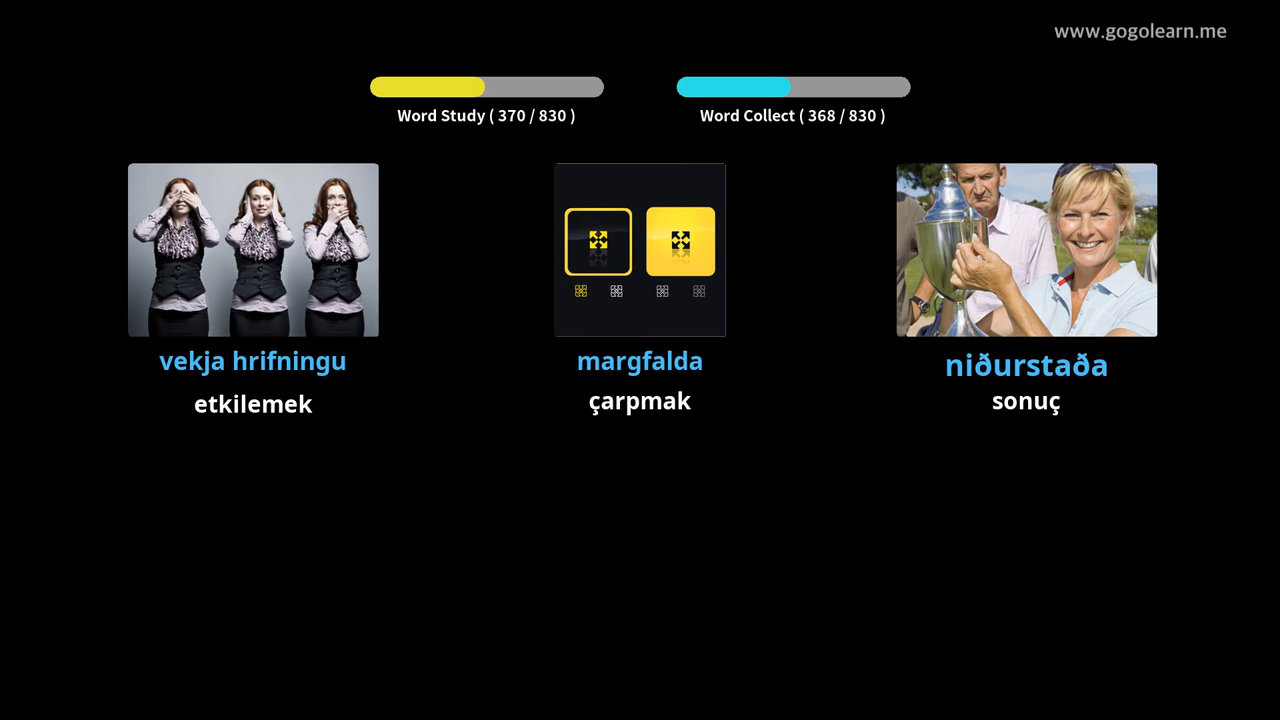 www.gogolearn.me
Word Study ( 370 / 830 )
Word Collect ( 368 / 830 )
vekja hrifningu
margfalda
niðurstaða
etkilemek
çarpmak
sonuç